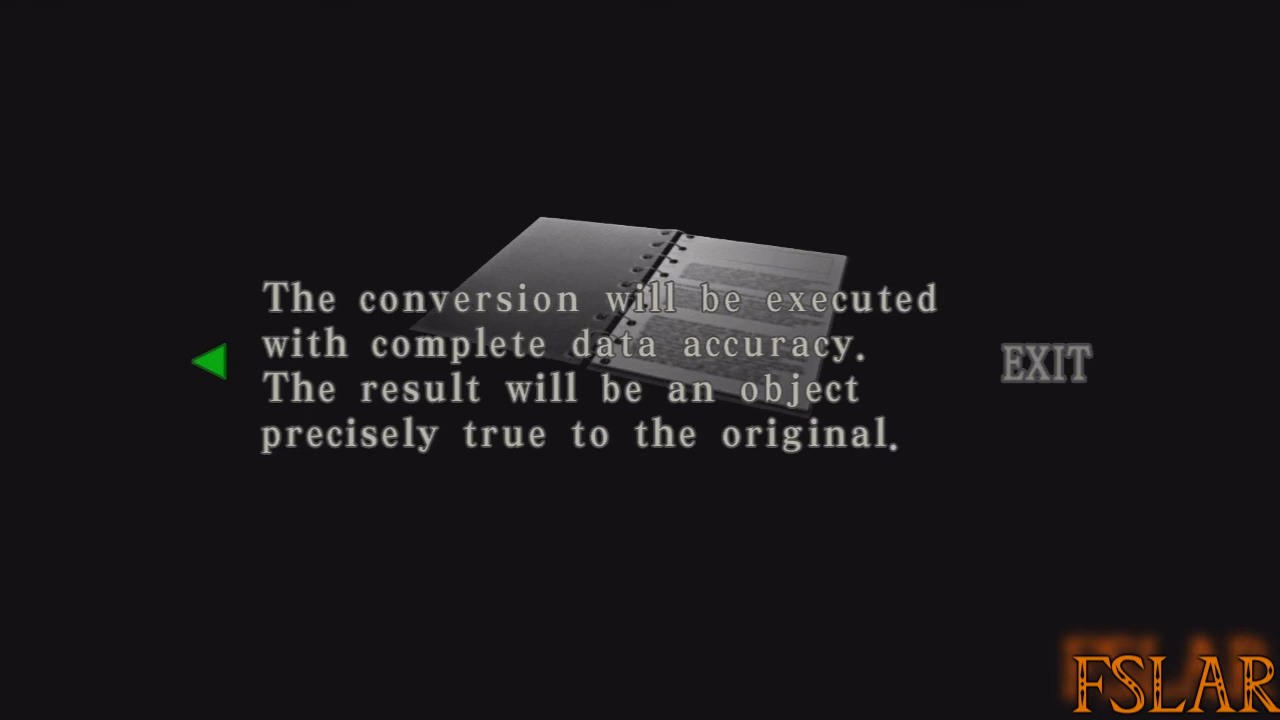 The conversion will be executed
with complete data accuracy.
The result will be an object
precisely true to the original.
EXIT
FSLAR